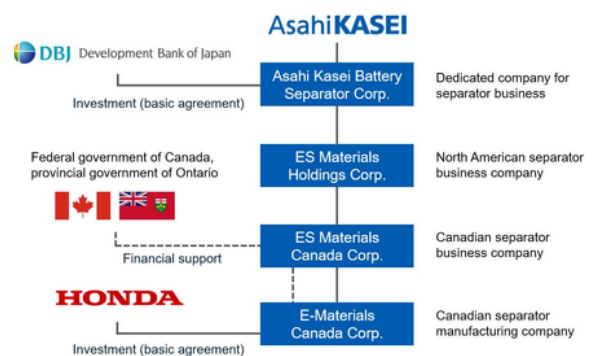 AsahiKASEI
DBJ Development Bank of Japan
Investment (basic agreement)
Asahi Kasei Battery
Separator Corp.
Dedicated company for
separator business
Federal government of Canada,
provincial government of Ontario
ES Materials
Holdings Corp.
North American separator
business company
Financial support
ES Materials
Canada Corp.
Canadian separator
business company
HONDA
Investment (basic agreement)
E-Materials
Canada Corp.
Canadian separator
manufacturing company